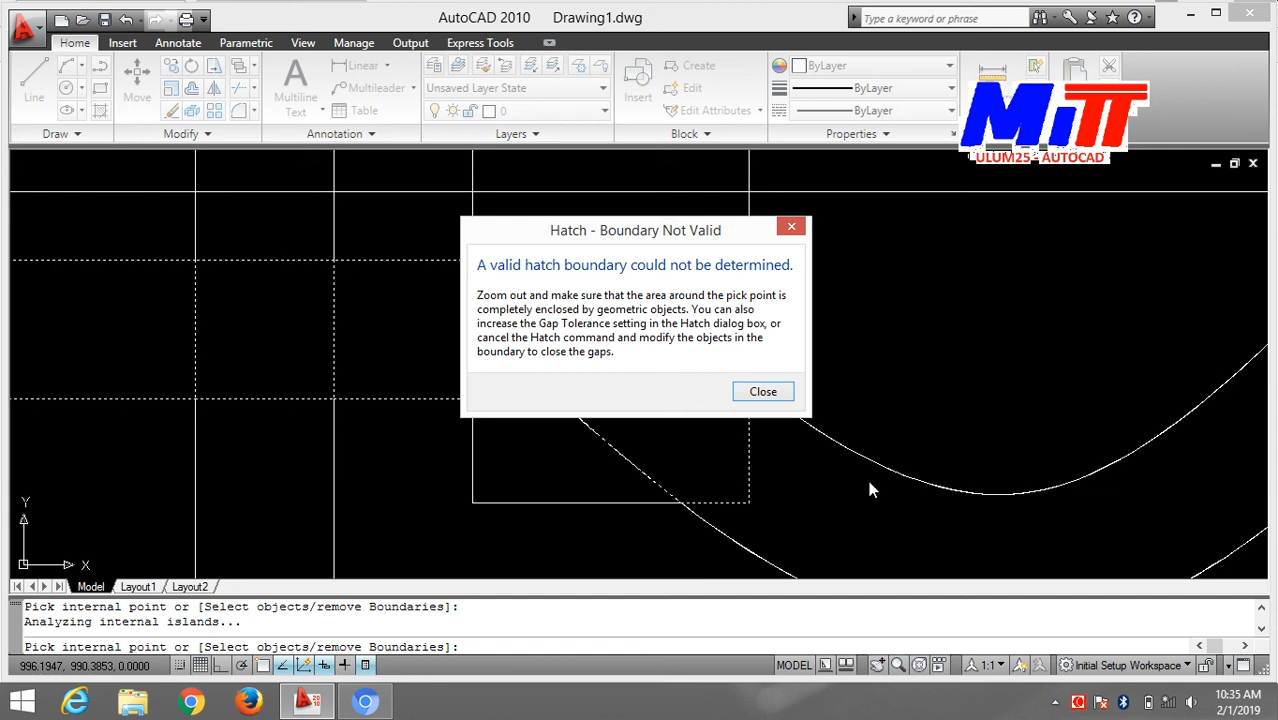 AutoCAD 2010 Drawing1.dwg
Type a keyword or phrase
Home Insert Annotate Parametric View Manage Output Express Tools
Line Move Multiline Text Linear Multileader Table
Unsaved Layer State
0
Insert Create Edit Edit Attributes
ByLayer
ByLayer
ByLayer
Draw Modify Annotation Layers Block Properties
MiTT
ULUM25 - AUTOCAD
Hatch - Boundary Not Valid
A valid hatch boundary could not be determined.
Zoom out and make sure that the area around the pick point is
completely enclosed by geometric objects. You can also
increase the Gap Tolerance setting in the Hatch dialog box, or
cancel the Hatch command and modify the objects in the
boundary to close the gaps.
Close
Y
X
Model Layout1 Layout2
Pick internal point or [Select objects/remove Boundaries]:
Analyzing internal islands...
Pick internal point or [Select objects/remove Boundaries]:
996.1947, 990.3853, 0.0000 MODEL 1:1 Initial Setup Workspace
10:35 AM
2/1/2019